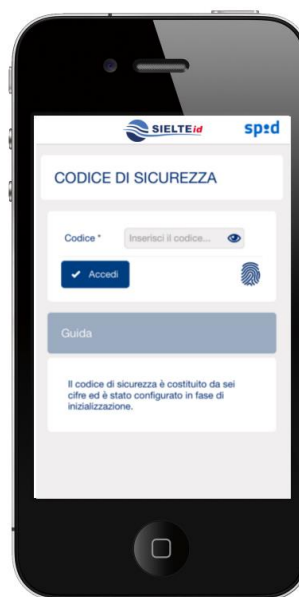 SIELTEid
spid
CODICE DI SICUREZZA
Codice *
Inserisci il codice...
Accedi
Guida
Il codice di sicurezza è costituito da sei
cifre ed è stato configurato in fase di
inizializzazione.